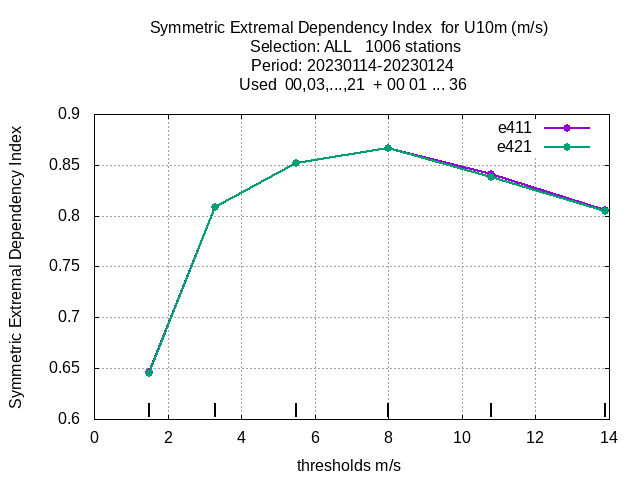 Symmetric Extremal Dependency Index  for U10m (m/s)
Selection: ALL   1006 stations
Period: 20230114-20230124
Used  00,03,...,21  + 00 01 ... 36
Symmetric Extremal Dependency Index
0.9
0.85
0.8
0.75
0.7
0.65
0.6
e411
e421
0 2 4 6 8 10 12 14
thresholds m/s